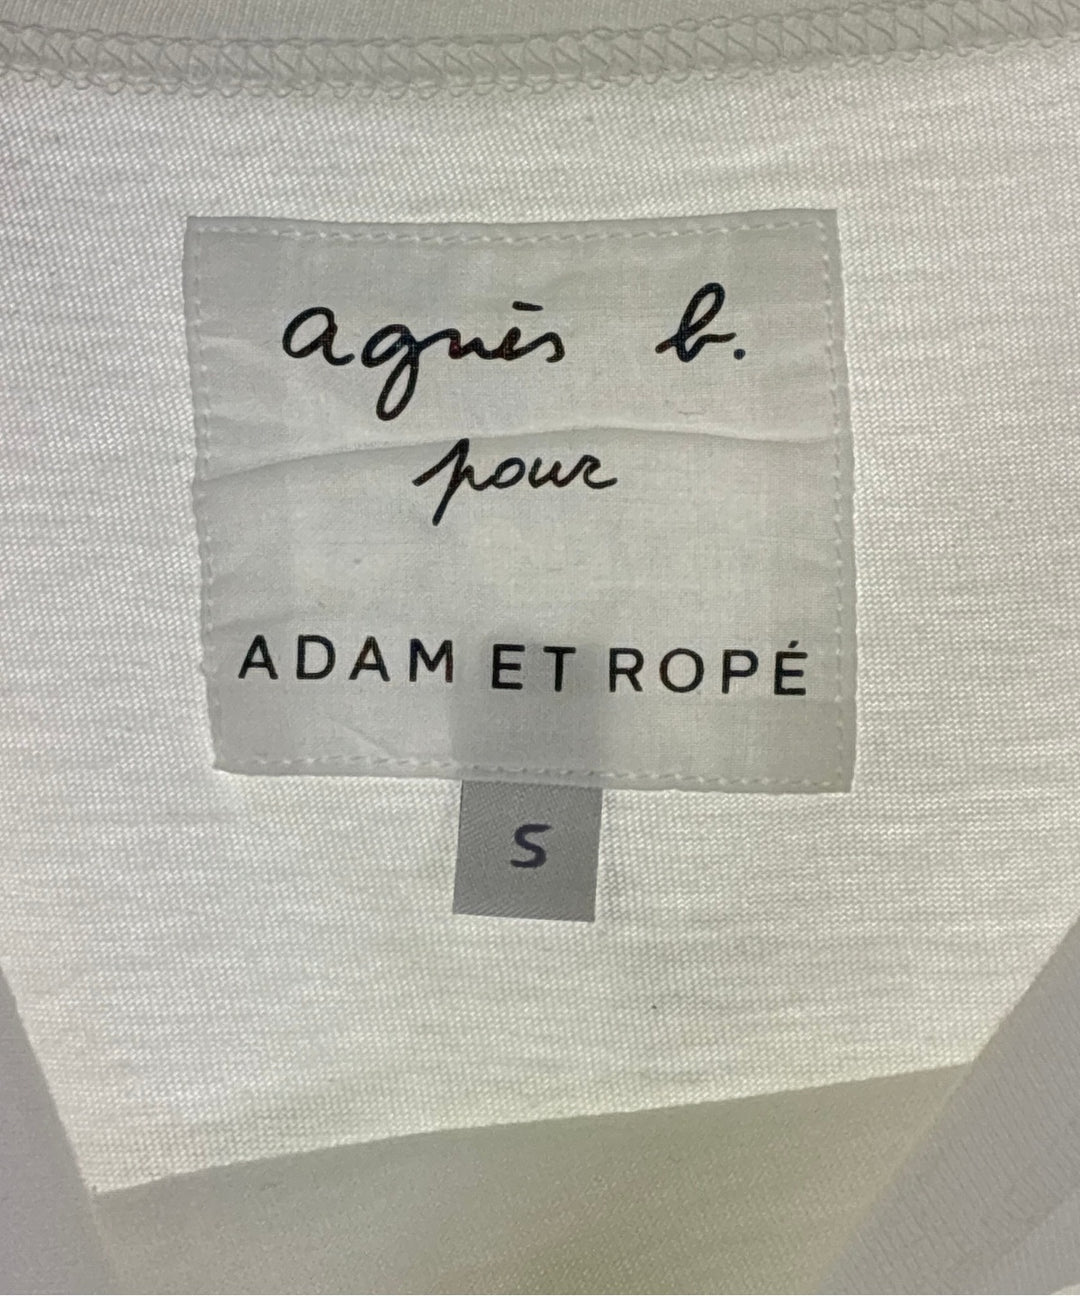 agnès b.
pour
ADAM ET ROPÉ
S